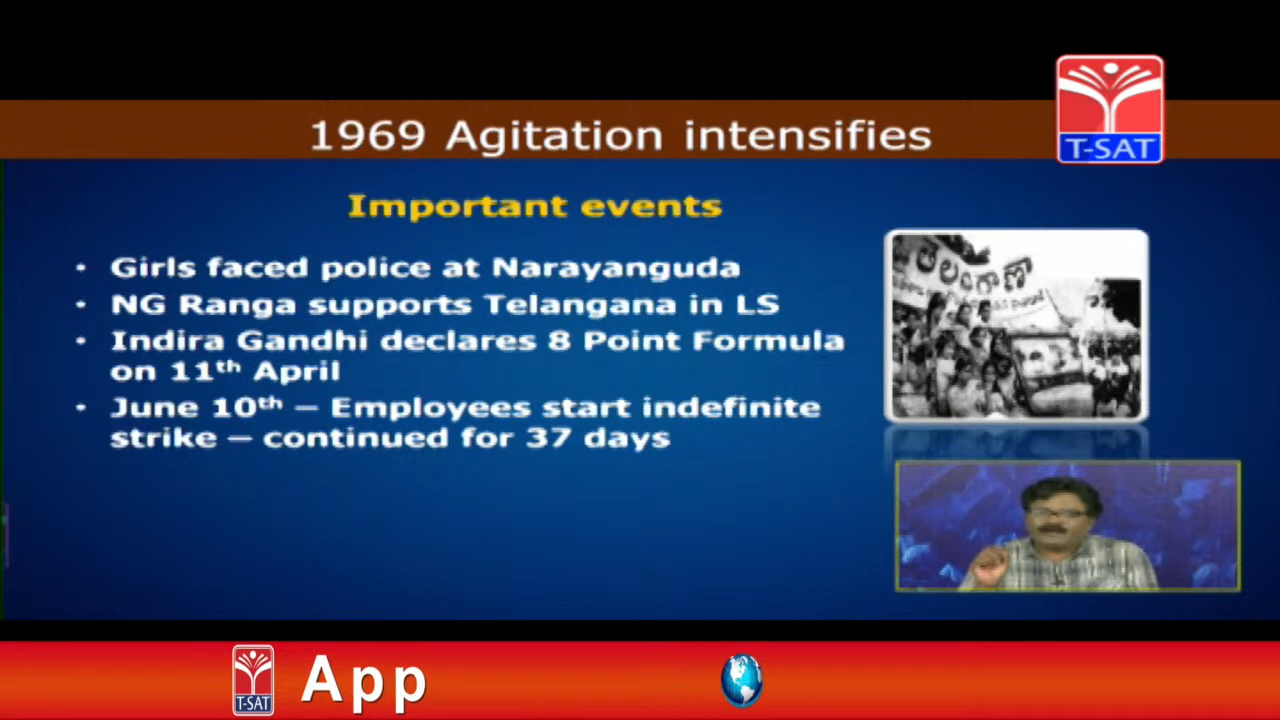 1969 Agitation intensifies
T-SAT
Important events
• Girls faced police at Narayanguda
• NG Ranga supports Telangana in LS
• Indira Gandhi declares 8 Point Formula
on 11th April
• June 10th – Employees start indefinite
strike – continued for 37 days
తెలంగాణా
T-SAT
App